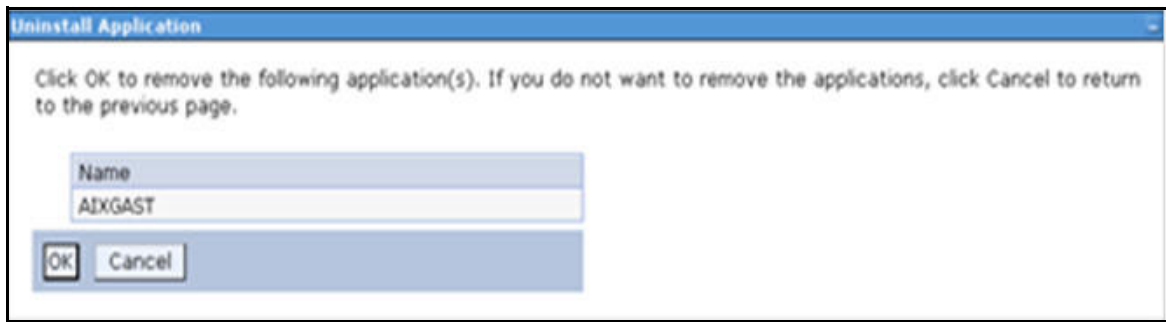 Uninstall Application
Click OK to remove the following application(s). If you do not want to remove the applications, click Cancel to return
to the previous page.
Name
AIXGAST
OK Cancel